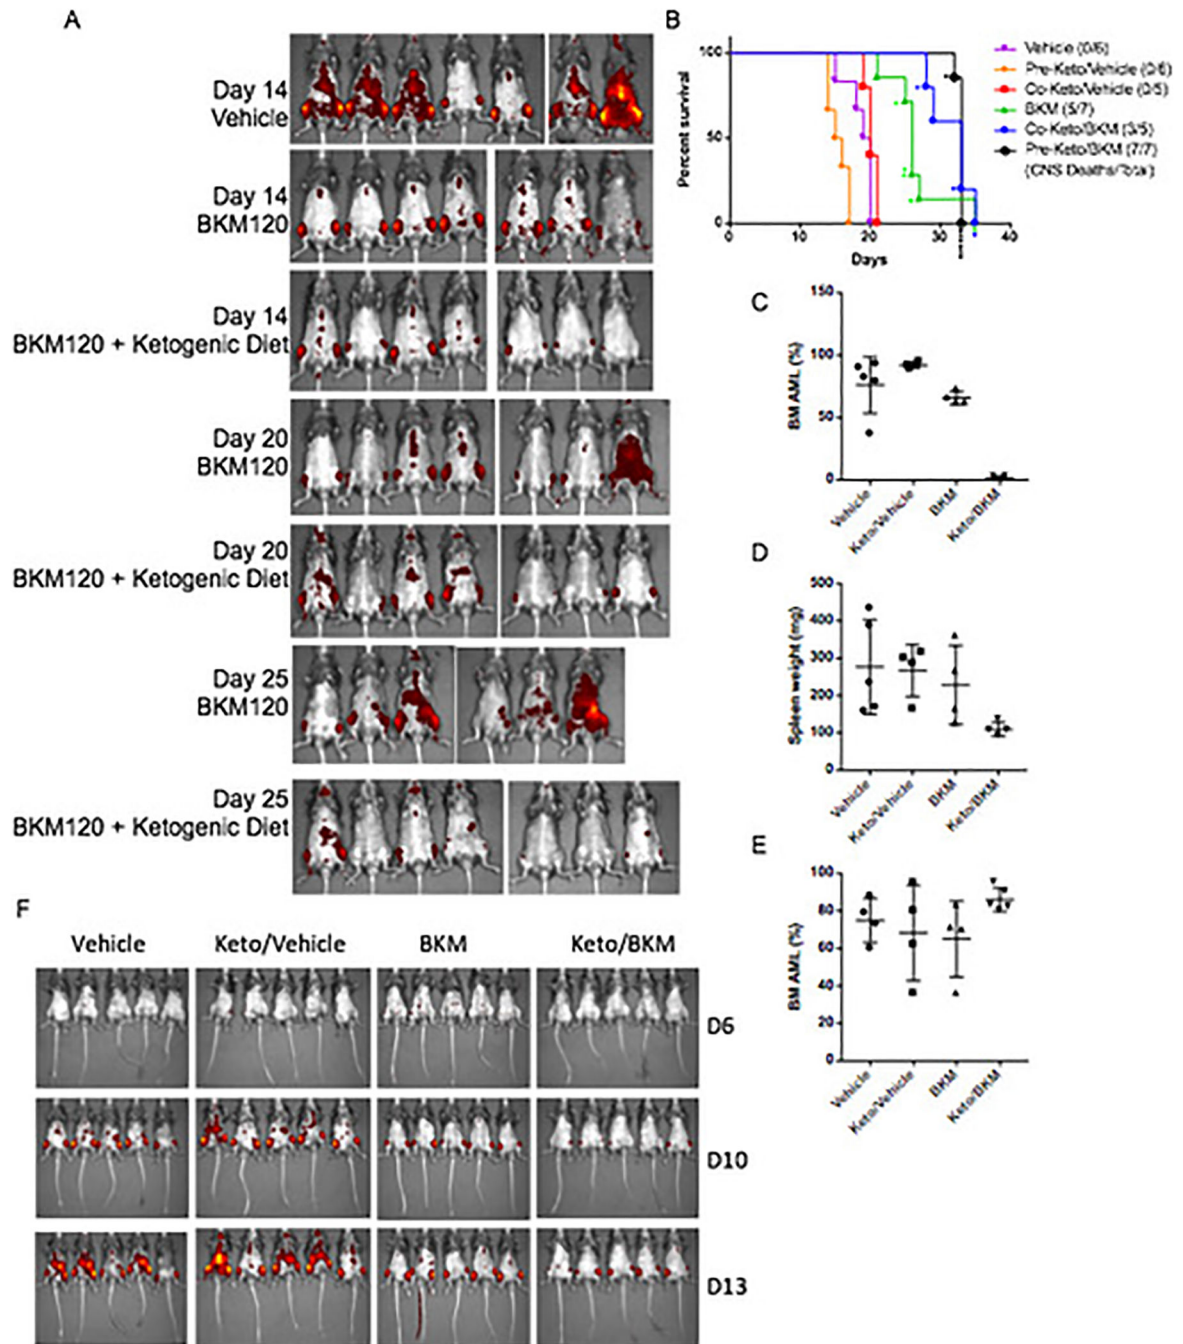 A
Day 14
Vehicle
Day 14
BKM120
Day 14
BKM120 + Ketogenic Diet
Day 20
BKM120
Day 20
BKM120 + Ketogenic Diet
Day 25
BKM120
Day 25
BKM120 + Ketogenic Diet
B
Percent survival
100
50
0
0 10 20 30 40
Days
Vehicle (0/6)
Pre-Keto/Vehicle (0/6)
Co-Keto/Vehicle (0/5)
BKM (5/7)
Co-Keto/BKM (3/5)
Pre-Keto/BKM (7/7)
(CNS Deaths/Total)
C
BM AML (%)
150
100
50
0
Vehicle
Keto/Vehicle
BKM
Keto/BKM
D
Spleen weight (mg)
500
400
300
200
100
0
Vehicle
Keto/Vehicle
BKM
Keto/BKM
E
BM AML (%)
100
80
60
40
20
0
Vehicle
Keto/Vehicle
BKM
Keto/BKM
F
Vehicle Keto/Vehicle BKM Keto/BKM
D6
D10
D13